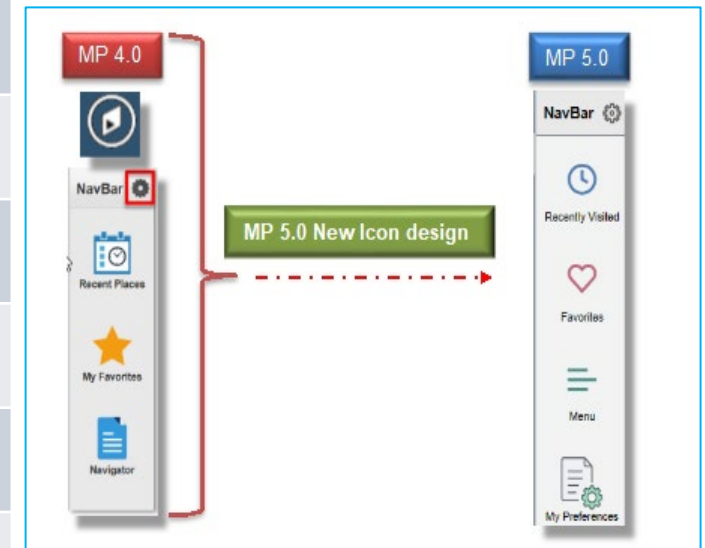 MP 4.0
NavBar
Recent Places
My Favorites
Navigator
MP 5.0 New Icon design
MP 5.0
NavBar
Recently Visited
Favorites
Menu
My Preferences